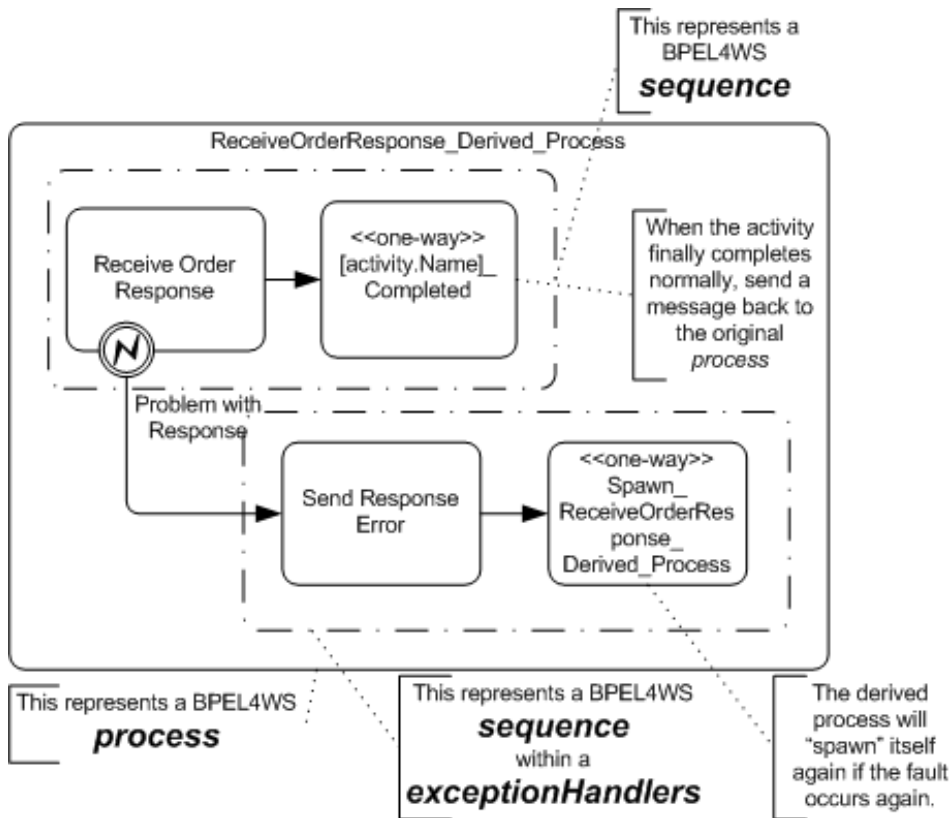 This represents a
BPEL4WS
sequence
ReceiveOrderResponse_Derived_Process
Receive Order
Response
<<one-way>>
[activity.Name]_
Completed
When the activity
finally completes
normally, send a
message back to
the original
process
Problem with
Response
Send Response
Error
<<one-way>>
Spawn_
ReceiveOrderRes
ponse_
Derived_Process
This represents a BPEL4WS
process
This represents a BPEL4WS
sequence
within a
exceptionHandlers
The derived
process will
“spawn” itself
again if the fault
occurs again.